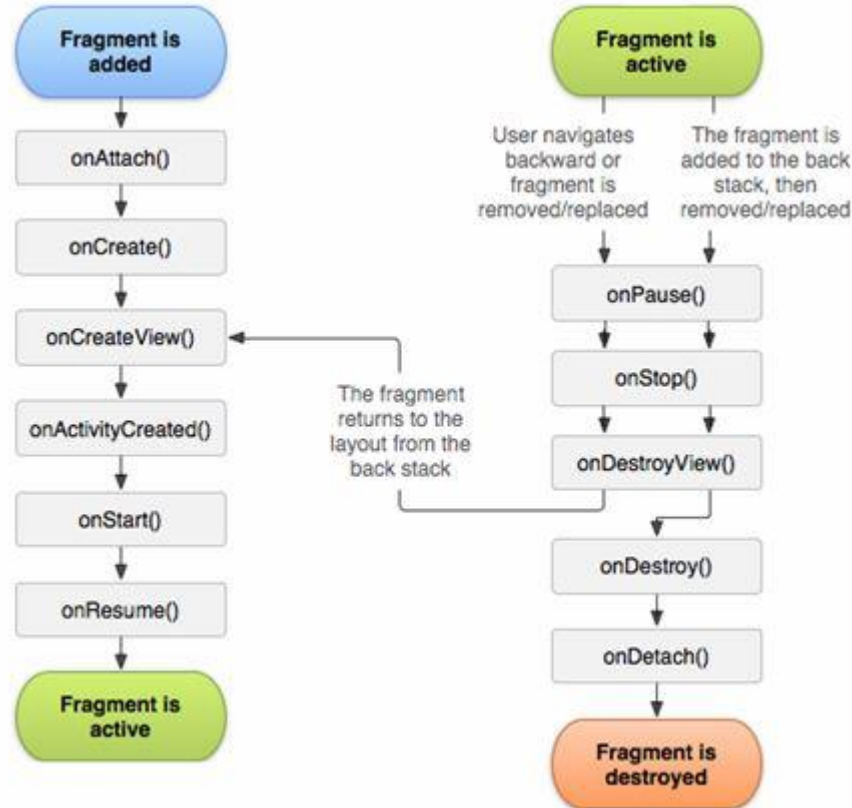 Fragment is
added
onAttach()
onCreate()
onCreateView()
onActivityCreated()
onStart()
onResume()
Fragment is
active
The fragment
returns to the
layout from the
back stack
Fragment is
active
User navigates
backward or
fragment is
removed/replaced
The fragment is
added to the back
stack, then
removed/replaced
onPause()
onStop()
onDestroyView()
onDestroy()
onDetach()
Fragment is
destroyed